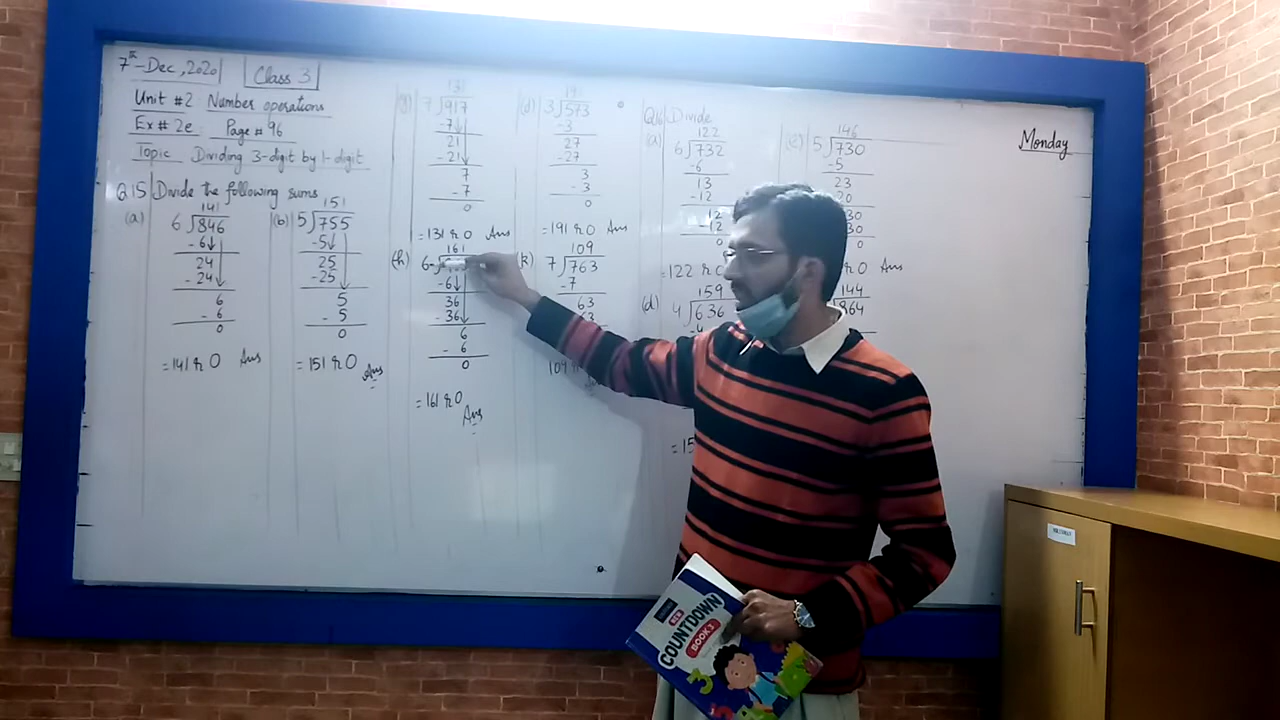 7th Dec, 2020 Class 3
Unit #2 Number operations
Ex # 2e Page # 96
Topic Dividing 3-digit by 1-digit
Q15 Divide the following sums
(a)
141
6 √846
-6
24
-24
6
- 6
0
= 141 r 0 Ans
(b)
151
5 √755
-5
25
-25
5
- 5
0
= 151 r 0 Ans
(g)
131
7 √917
-7
21
-21
7
-7
0
= 131 r 0 Ans
(h)
161
6
-6
36
36
6
- 6
0
= 161 r 0
Ans
(d)
191
3 √573
-3
27
-27
3
- 3
0
= 191 r 0 Ans
(k)
109
7 √763
-7
63
Q16 Divide
(a)
122
6 √732
-6
13
-12
12
-12
0
= 122 r
(d)
159
4 √636
(c)
146
5 √730
-5
23
20
30
30
0
r 0 Ans
144
864
Monday
NEW
COUNTDOWN
BOOK 3